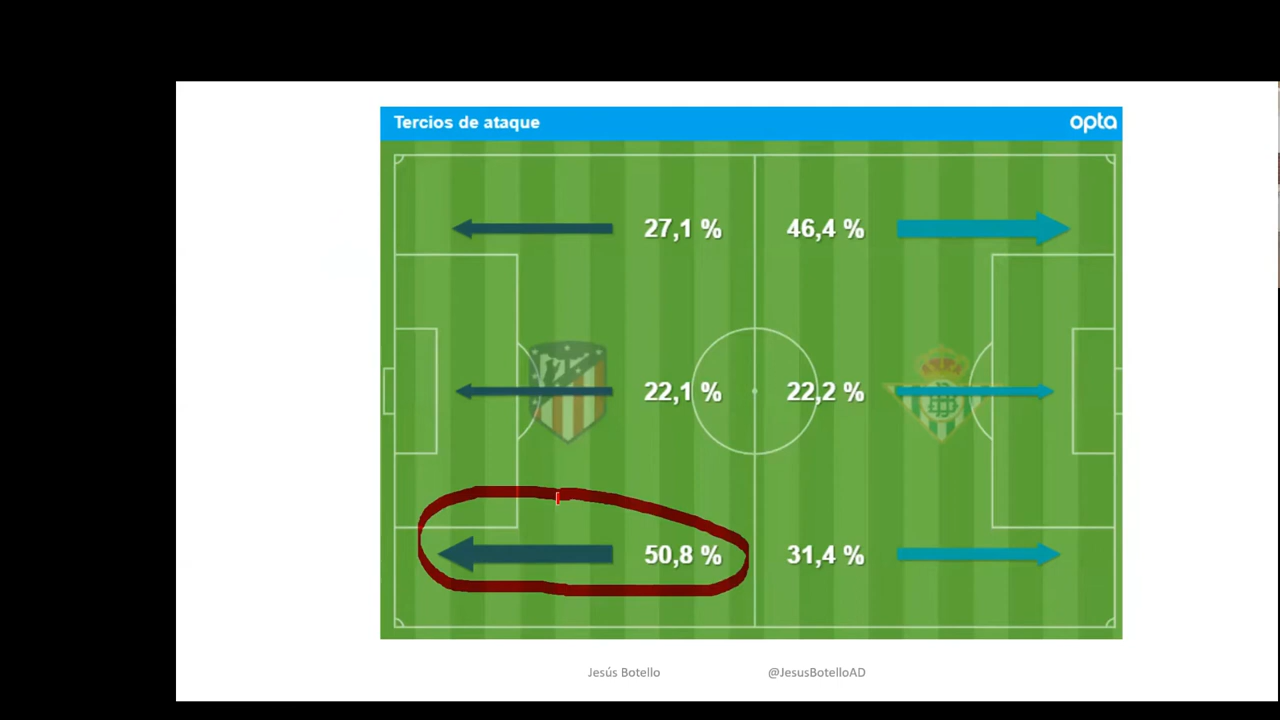 Tercios de ataque
opta
27,1 % 46,4 %
22,1 % 22,2 %
50,8 % 31,4 %
Jesús Botello @JesusBotelloAD